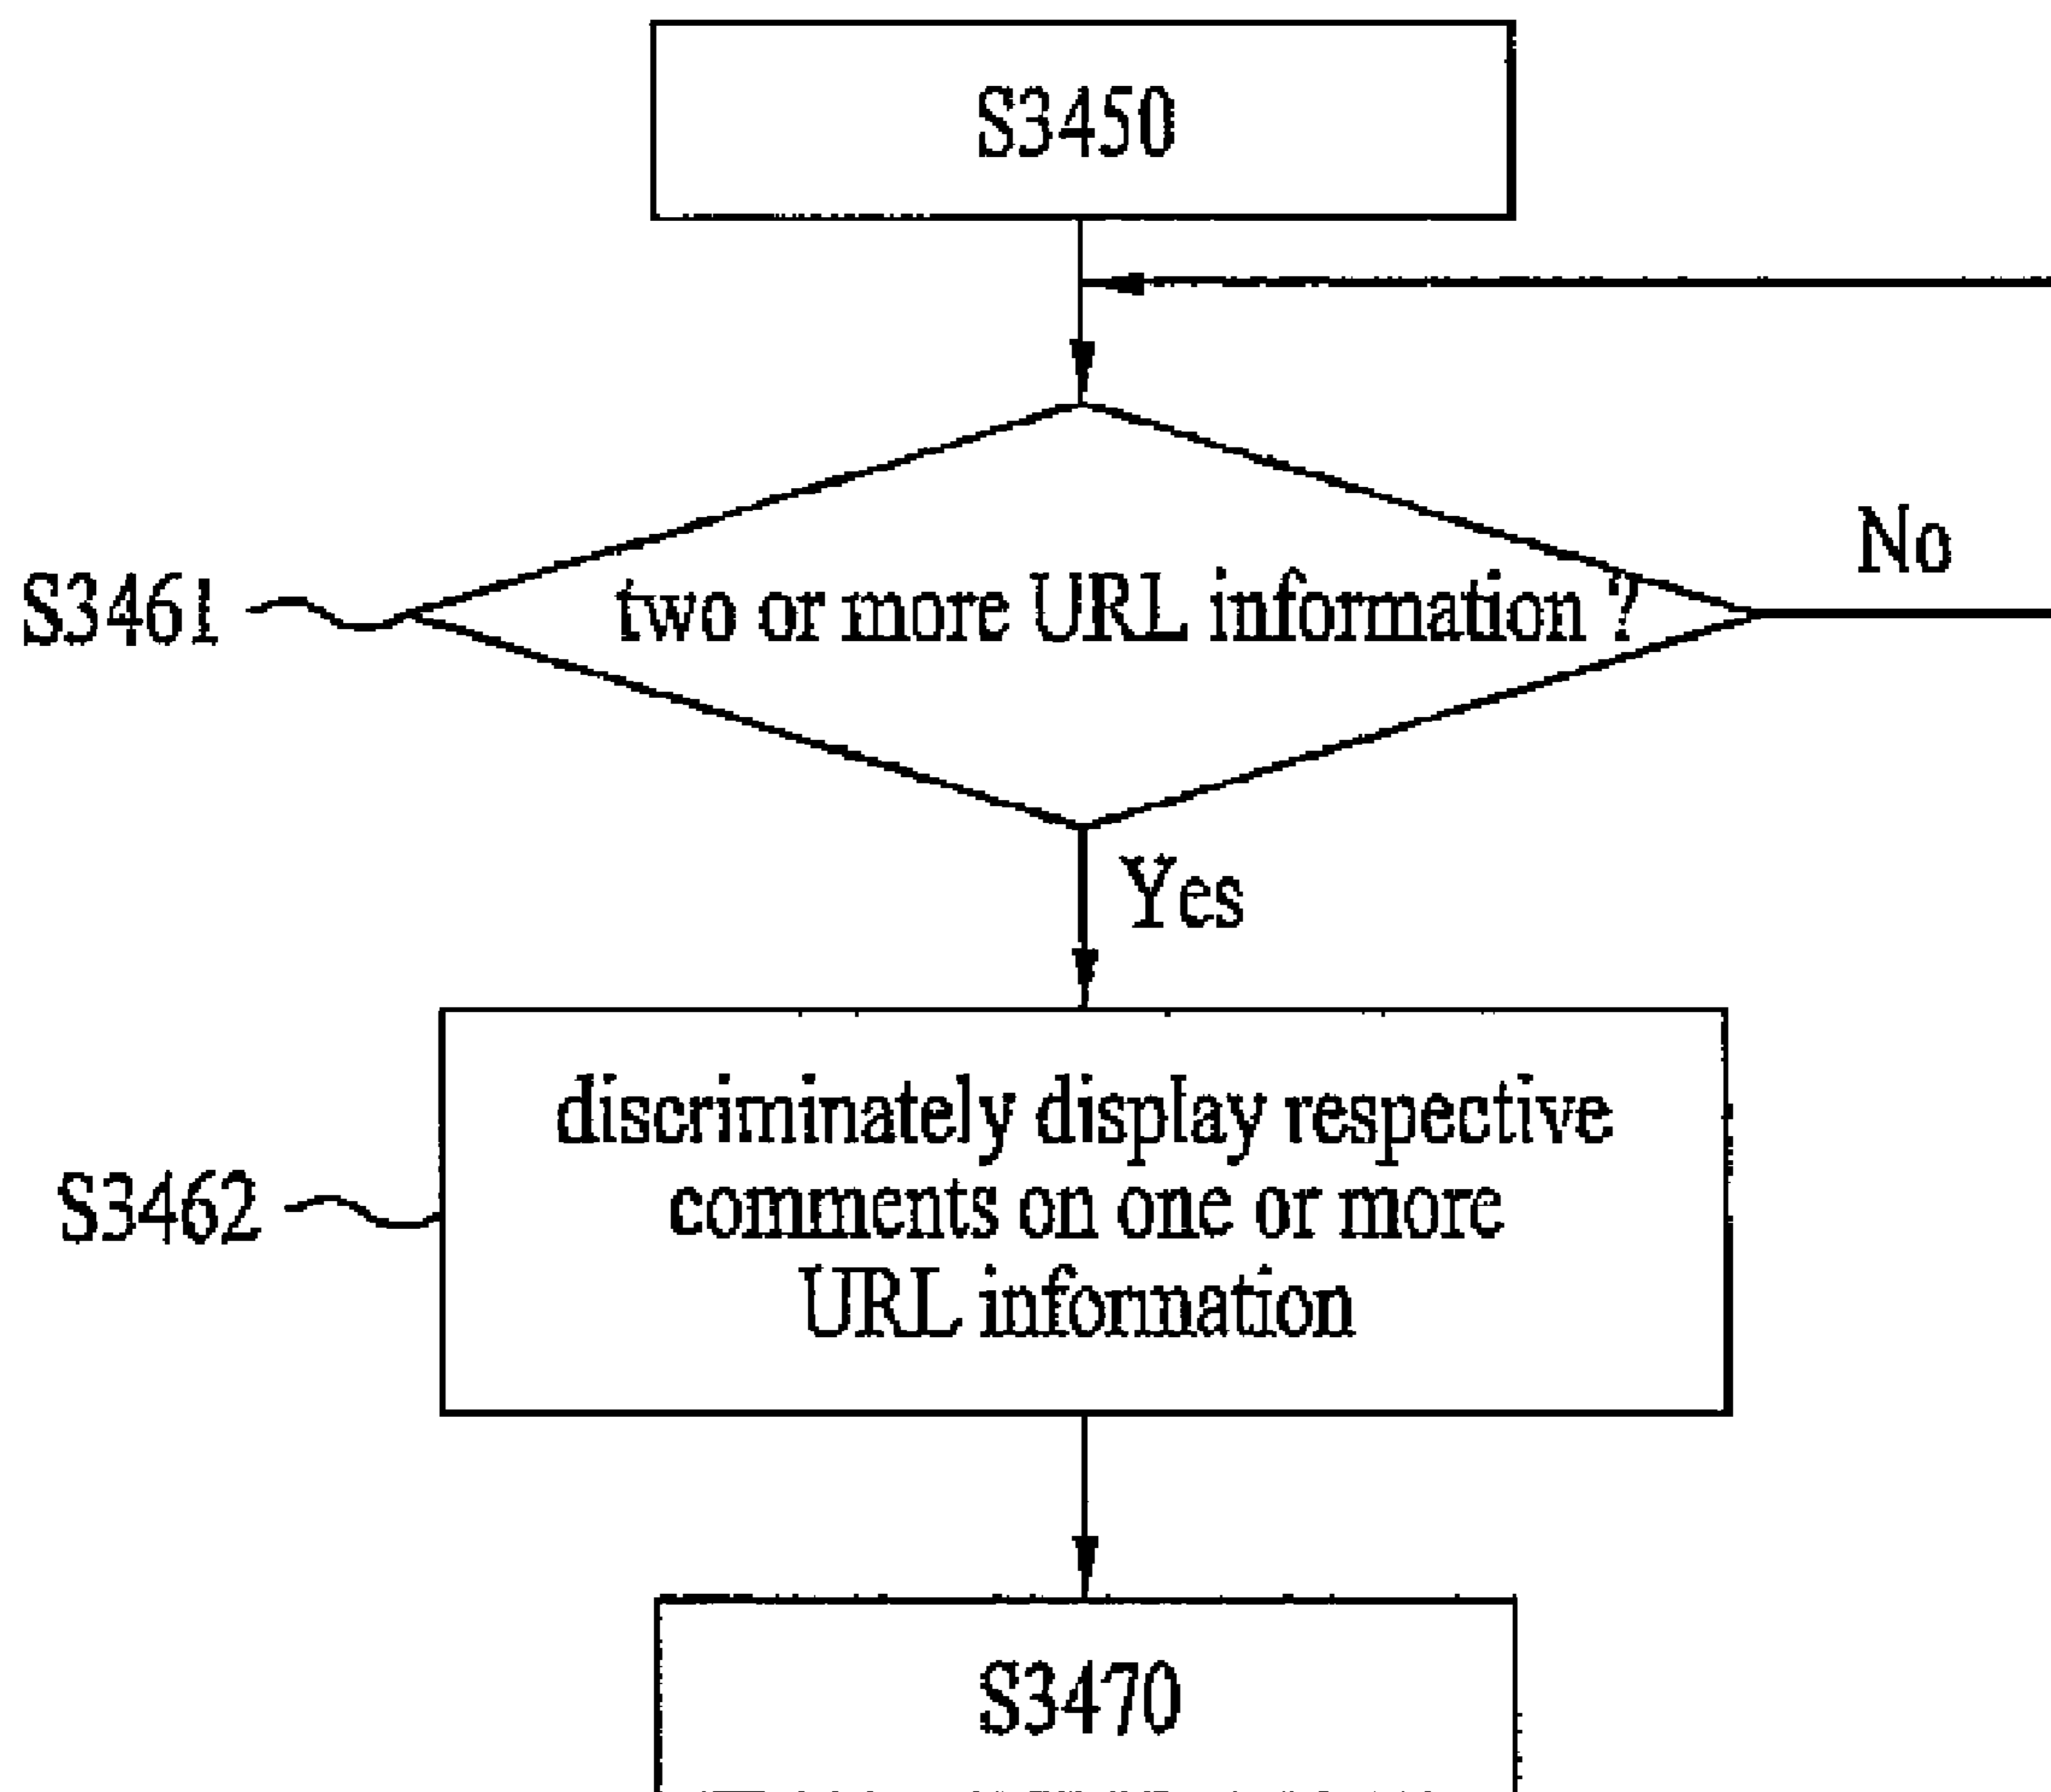 S3450
No
S3461
two or more URL information ?
Yes
discriminately display respective
comments on one or more
URL information
S3462
S3470